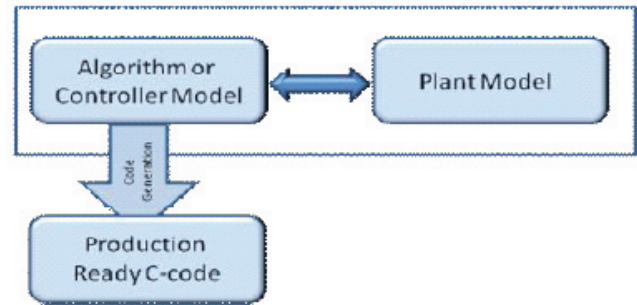 Algorithm or
Controller Model
Plant Model
Code
Generation
Production
Ready C-code